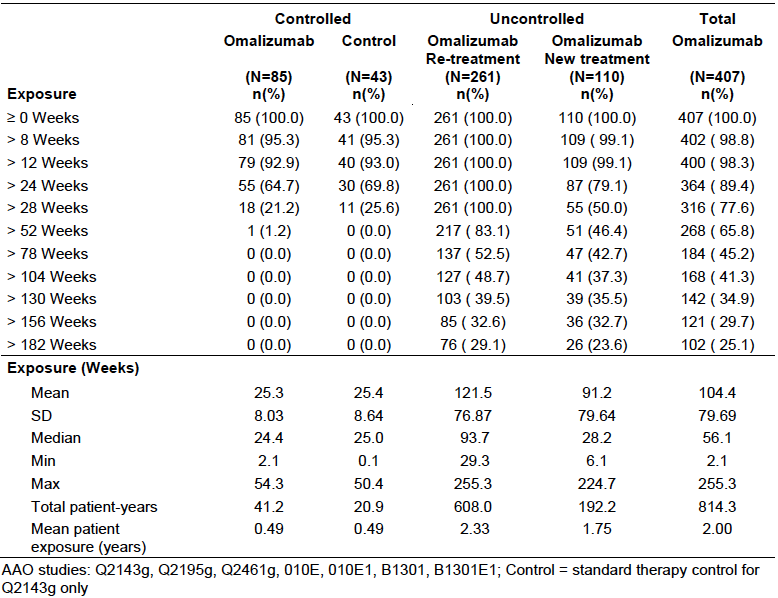 Controlled Uncontrolled Total
Omalizumab Control Omalizumab Omalizumab Omalizumab
Re-treatment New treatment
(N=85) (N=43) (N=261) (N=110) (N=407)
Exposure n(%) n(%) n(%) n(%) n(%)
≥ 0 Weeks 85 (100.0) 43 (100.0) 261 (100.0) 110 (100.0) 407 (100.0)
> 8 Weeks 81 (95.3) 41 (95.3) 261 (100.0) 109 ( 99.1) 402 ( 98.8)
> 12 Weeks 79 (92.9) 40 (93.0) 261 (100.0) 109 (99.1) 400 ( 98.3)
> 24 Weeks 55 (64.7) 30 (69.8) 261 (100.0) 87 (79.1) 364 ( 89.4)
> 28 Weeks 18 (21.2) 11 (25.6) 261 (100.0) 55 (50.0) 316 ( 77.6)
> 52 Weeks 1 (1.2) 0 (0.0) 217 ( 83.1) 51 (46.4) 268 ( 65.8)
> 78 Weeks 0 (0.0) 0 (0.0) 137 ( 52.5) 47 (42.7) 184 ( 45.2)
> 104 Weeks 0 (0.0) 0 (0.0) 127 ( 48.7) 41 (37.3) 168 ( 41.3)
> 130 Weeks 0 (0.0) 0 (0.0) 103 ( 39.5) 39 (35.5) 142 ( 34.9)
> 156 Weeks 0 (0.0) 0 (0.0) 85 ( 32.6) 36 (32.7) 121 ( 29.7)
> 182 Weeks 0 (0.0) 0 (0.0) 76 ( 29.1) 26 (23.6) 102 ( 25.1)
Exposure (Weeks)
Mean 25.3 25.4 121.5 91.2 104.4
SD 8.03 8.64 76.87 79.64 79.69
Median 24.4 25.0 93.7 28.2 56.1
Min 2.1 0.1 29.3 6.1 2.1
Max 54.3 50.4 255.3 224.7 255.3
Total patient-years 41.2 20.9 608.0 192.2 814.3
Mean patient 0.49 0.49 2.33 1.75 2.00
exposure (years)
AAO studies: Q2143g, Q2195g, Q2461g, 010E, 010E1, B1301, B1301E1; Control = standard therapy control for
Q2143g only